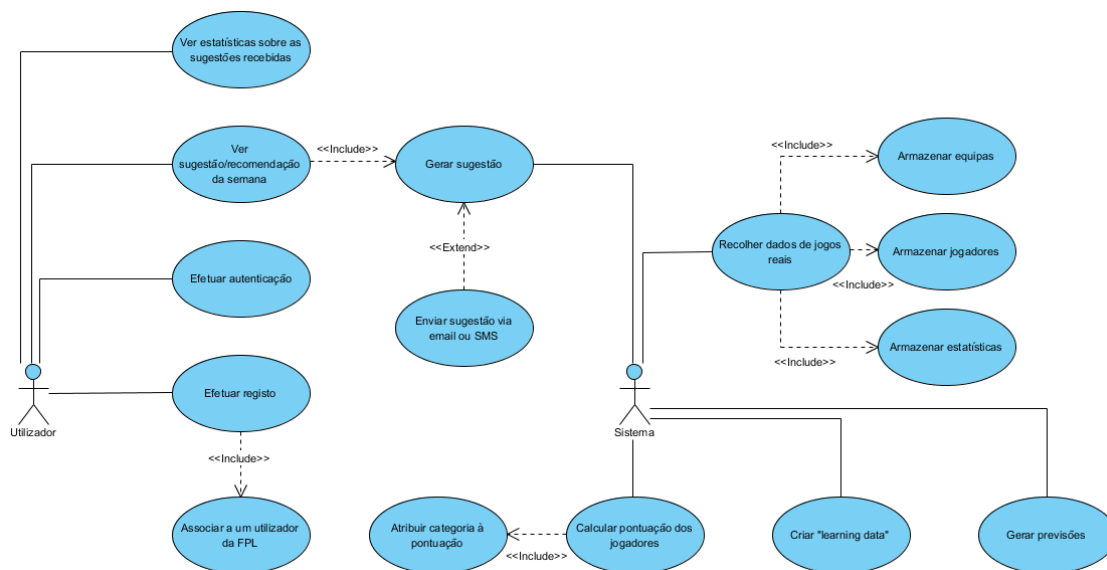 Ver estatísticas sobre as
sugestões recebidas
Ver
sugestão/recomendação
da semana
<<Include>>
Gerar sugestão
<<Extend>>
Enviar sugestão via
email ou SMS
Efetuar autenticação
Efetuar registo
<<Include>>
Associar a um utilizador
da FPL
Utilizador
<<Include>>
Armazenar equipas
Recolher dados de jogos
reais
Armazenar jogadores
<<Include>>
Armazenar estatísticas
<<Include>>
Sistema
Atribuir categoria à
pontuação
<<Include>>
Calcular pontuação dos
jogadores
Criar "learning data"
Gerar previsões